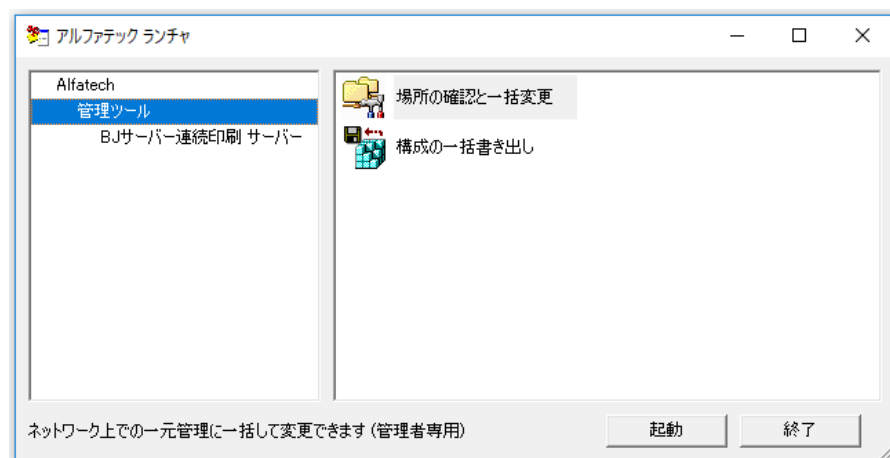 アルファテック ランチャ
Alfatech
管理ツール
BJサーバー連続印刷 サーバー
場所の確認と一括変更
構成の一括書き出し
ネットワーク上での一元管理に一括して変更できます(管理者専用)
起動
終了